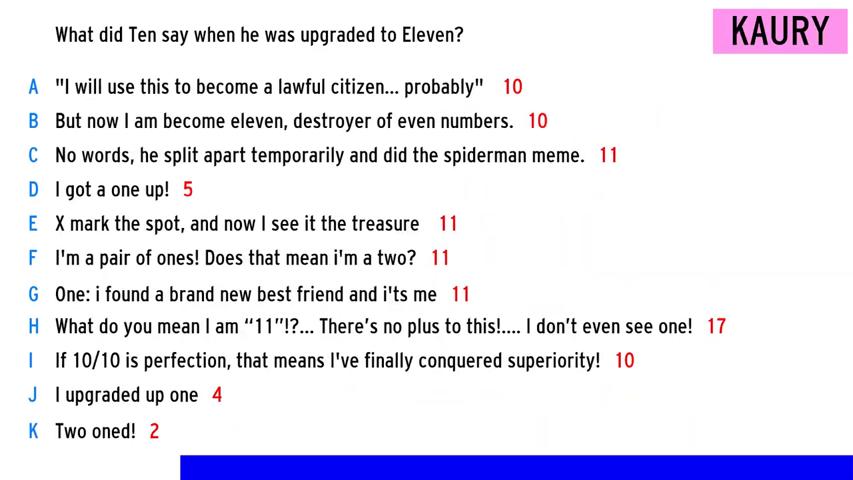 What did Ten say when he was upgraded to Eleven?
KAURY
A "I will use this to become a lawful citizen... probably" 10
B But now I am become eleven, destroyer of even numbers. 10
C No words, he split apart temporarily and did the spiderman meme. 11
D I got a one up! 5
E X mark the spot, and now I see it the treasure 11
F I'm a pair of ones! Does that mean i'm a two? 11
G One: i found a brand new best friend and i'ts me 11
H What do you mean I am “11”!?... There’s no plus to this!.... I don’t even see one! 17
I If 10/10 is perfection, that means I've finally conquered superiority! 10
J I upgraded up one 4
K Two oned! 2